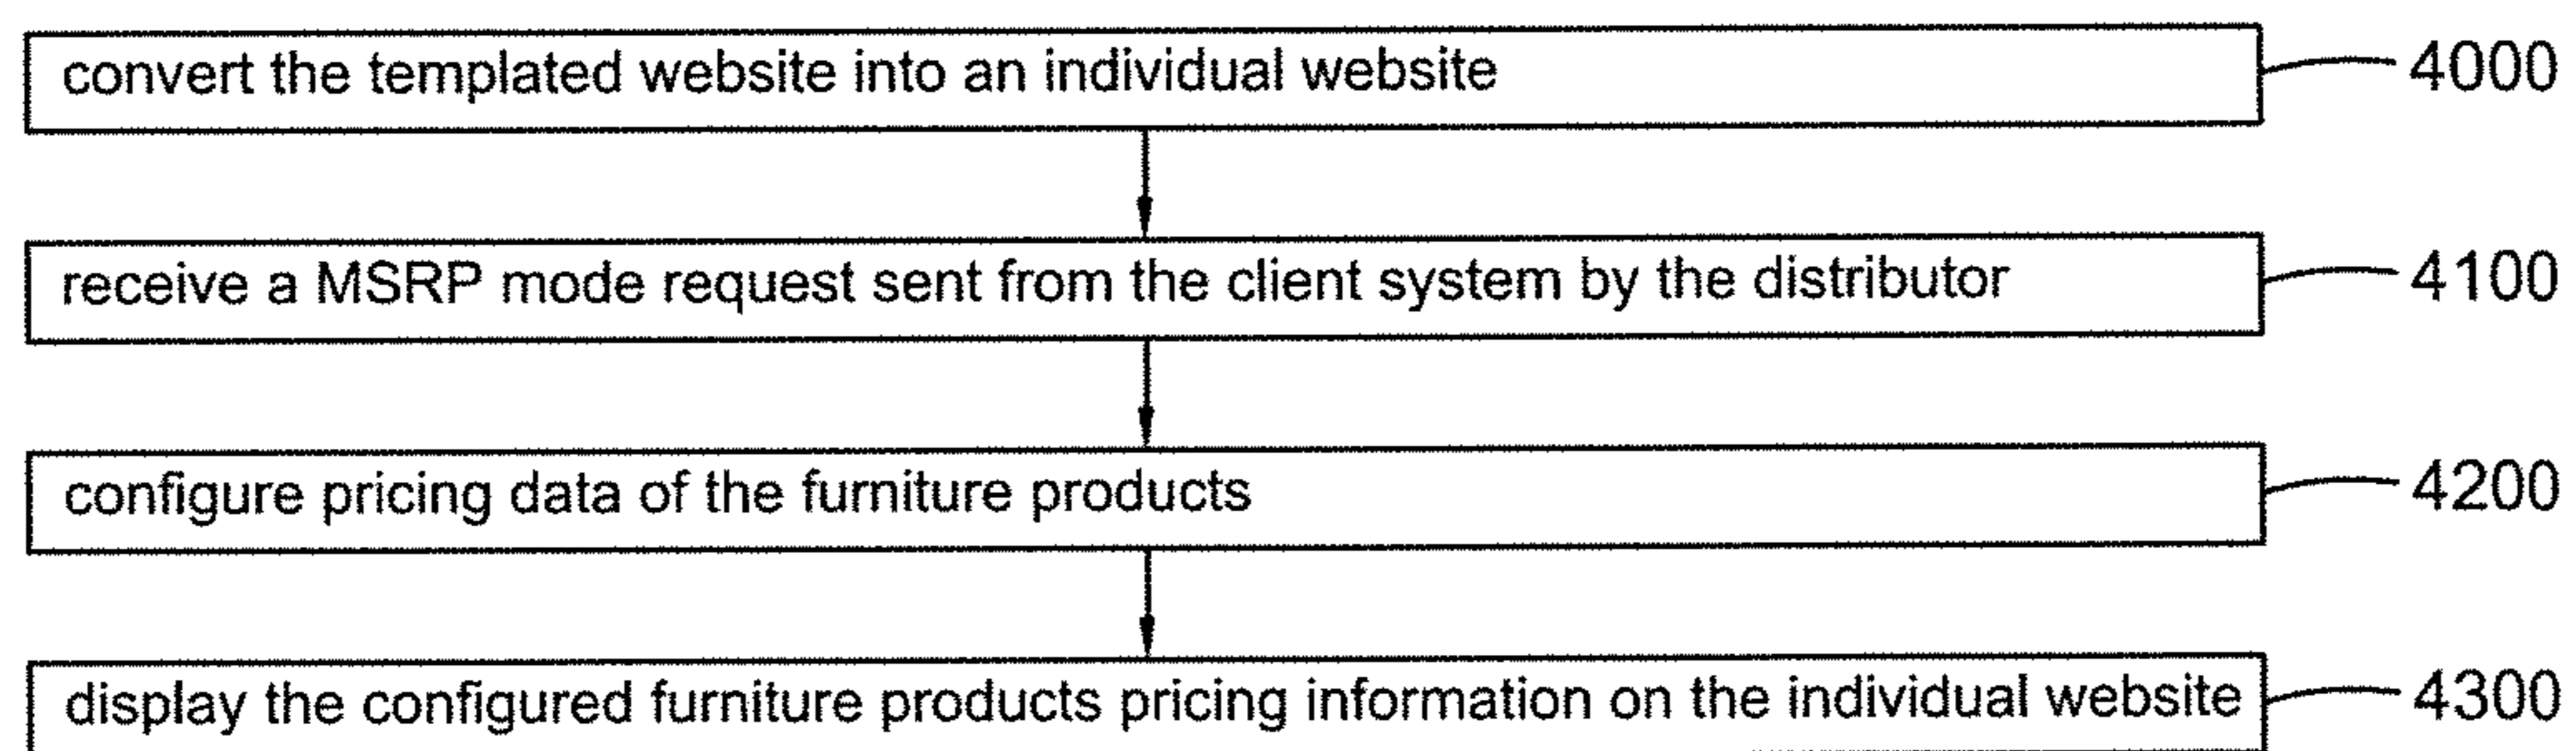 convert the templated website into an individual website 4000
receive a MSRP mode request sent from the client system by the distributor 4100
configure pricing data of the furniture products 4200
display the configured furniture products pricing information on the individual website 4300